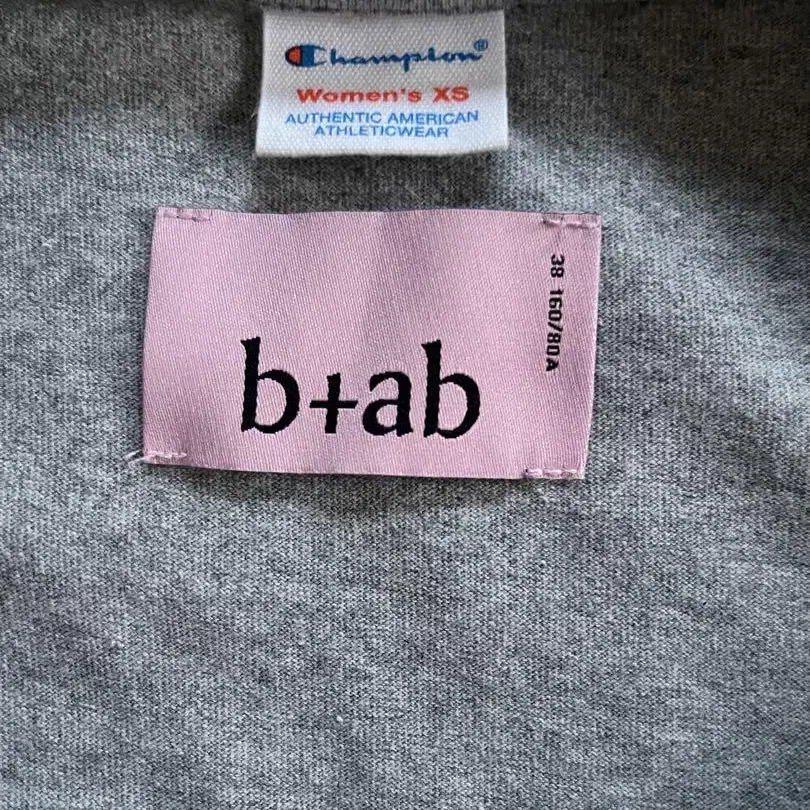 Champion®
Women's XS
AUTHENTIC AMERICAN
ATHLETICWEAR
38 160/80A
b+ab